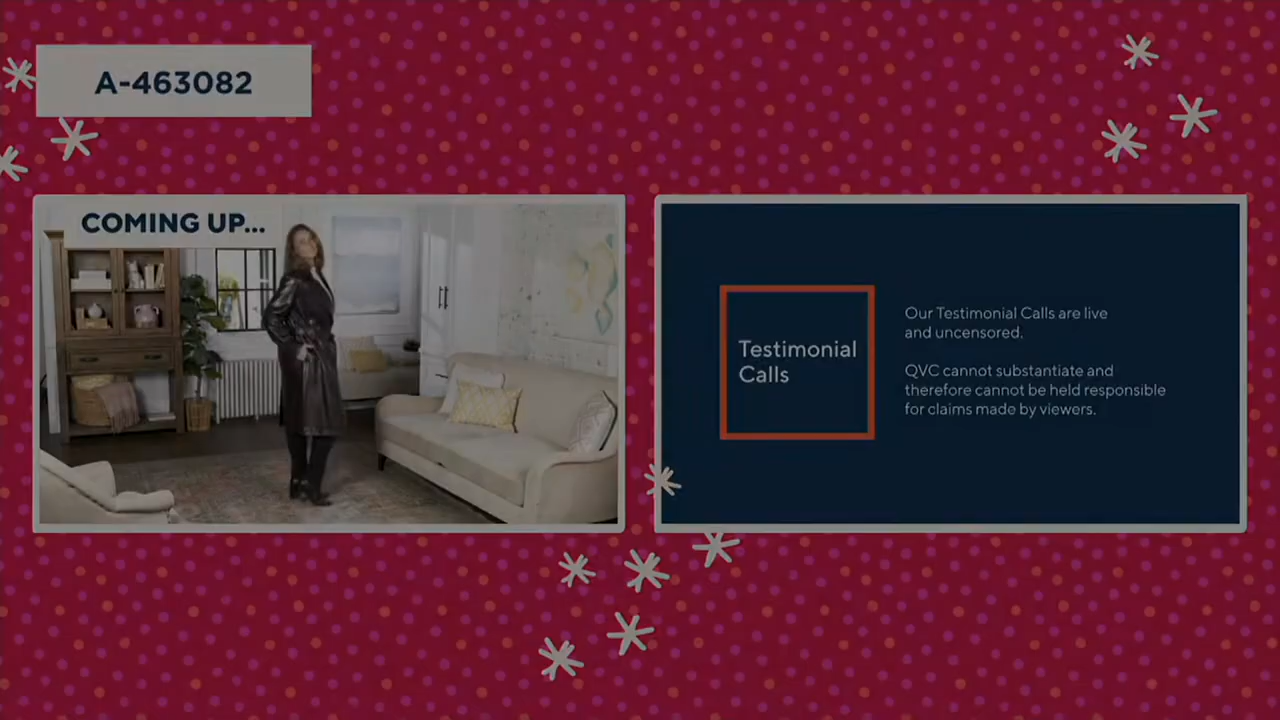 A-463082
COMING UP...
Testimonial
Calls
Our Testimonial Calls are live
and uncensored.
QVC cannot substantiate and
therefore cannot be held responsible
for claims made by viewers.